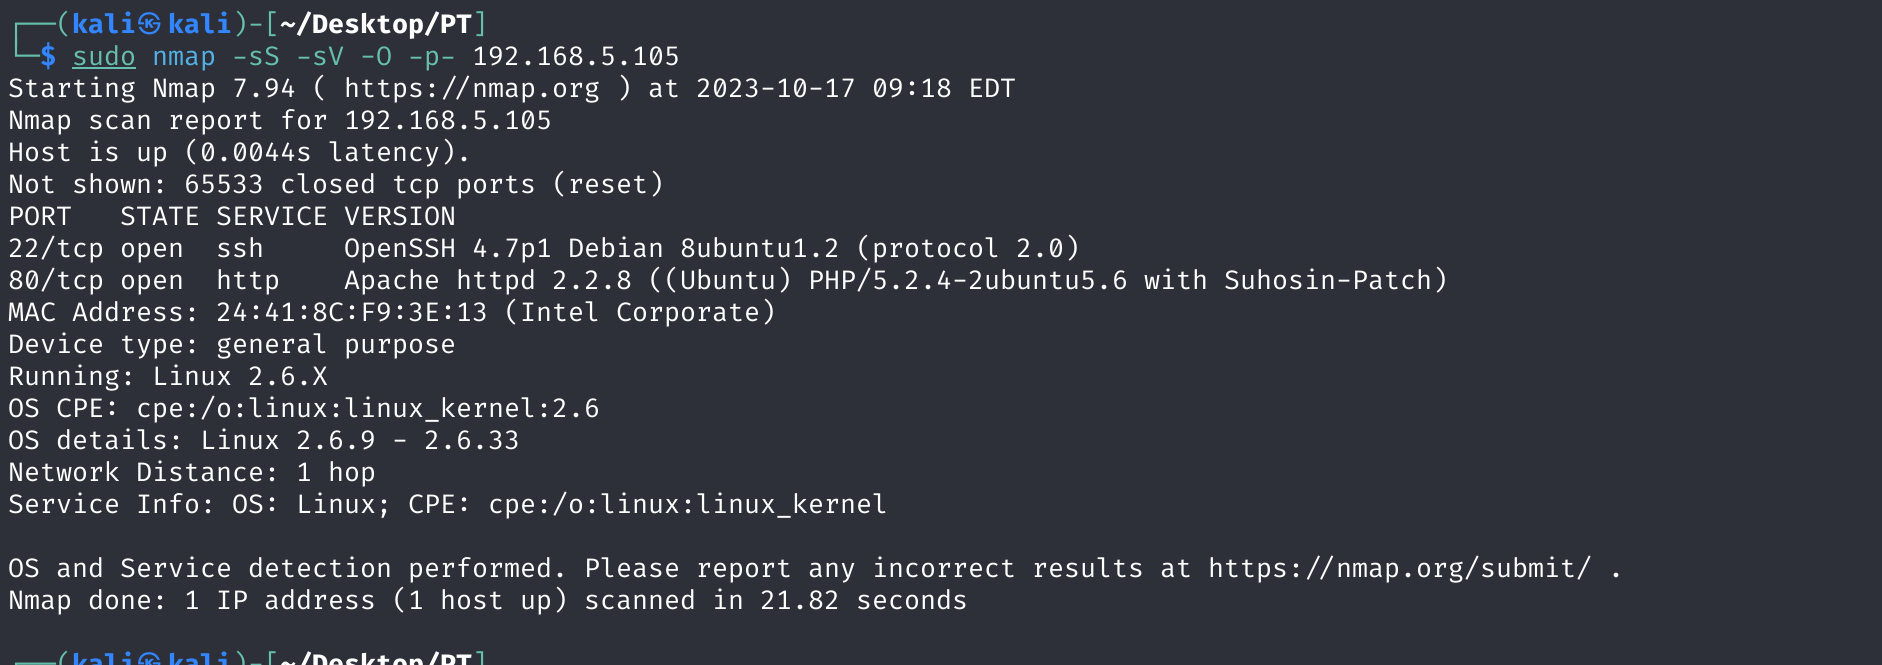 ┌──(kali㉿kali)-[~/Desktop/PT]
└─$ sudo nmap -sS -sV -O -p- 192.168.5.105
Starting Nmap 7.94 ( https://nmap.org ) at 2023-10-17 09:18 EDT
Nmap scan report for 192.168.5.105
Host is up (0.0044s latency).
Not shown: 65533 closed tcp ports (reset)
PORT   STATE SERVICE VERSION
22/tcp open  ssh     OpenSSH 4.7p1 Debian 8ubuntu1.2 (protocol 2.0)
80/tcp open  http    Apache httpd 2.2.8 ((Ubuntu) PHP/5.2.4-2ubuntu5.6 with Suhosin-Patch)
MAC Address: 24:41:8C:F9:3E:13 (Intel Corporate)
Device type: general purpose
Running: Linux 2.6.X
OS CPE: cpe:/o:linux:linux_kernel:2.6
OS details: Linux 2.6.9 - 2.6.33
Network Distance: 1 hop
Service Info: OS: Linux; CPE: cpe:/o:linux:linux_kernel
OS and Service detection performed. Please report any incorrect results at https://nmap.org/submit/ .
Nmap done: 1 IP address (1 host up) scanned in 21.82 seconds
┌──(kali㉿kali)-[~/Desktop/PT]